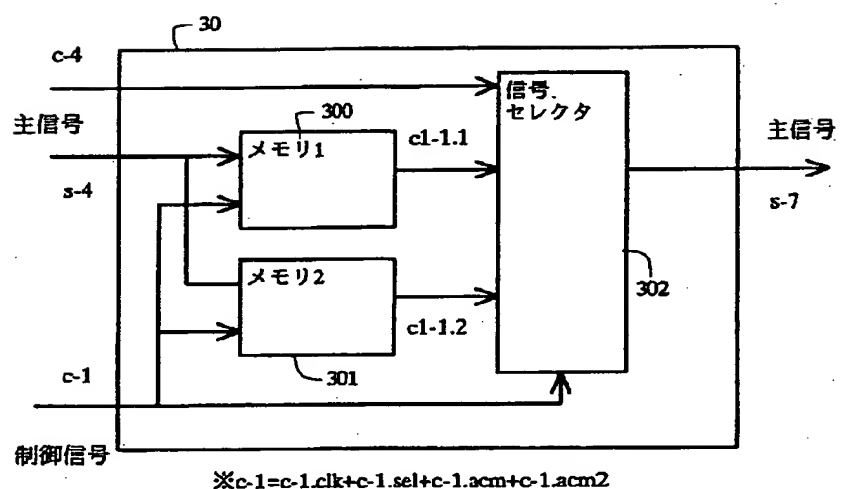 30
c-4
主信号
s-4
300
メモリ1
c1-1.1
信号.
セレクタ
主信号
s-7
メモリ2
c1-1.2
302
301
c-1
制御信号
※c-1=c-1.clk+c-1.sel+c-1.acm+c-1.acm2